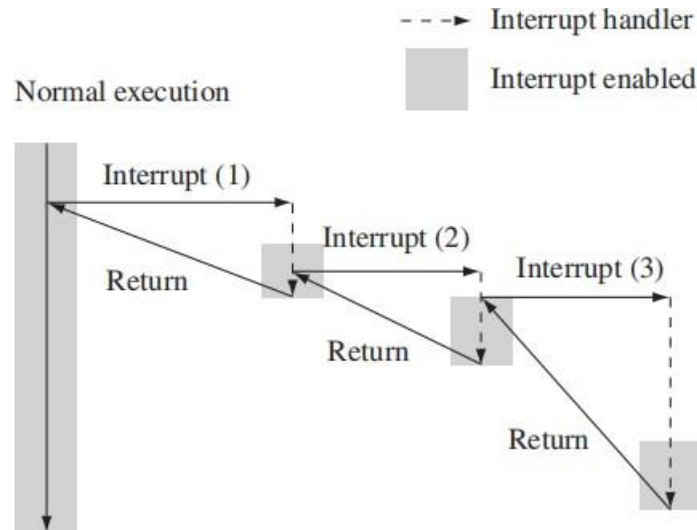 Interrupt handler
Interrupt enabled
Normal execution
Interrupt (1)
Interrupt (2)
Interrupt (3)
Return
Return
Return